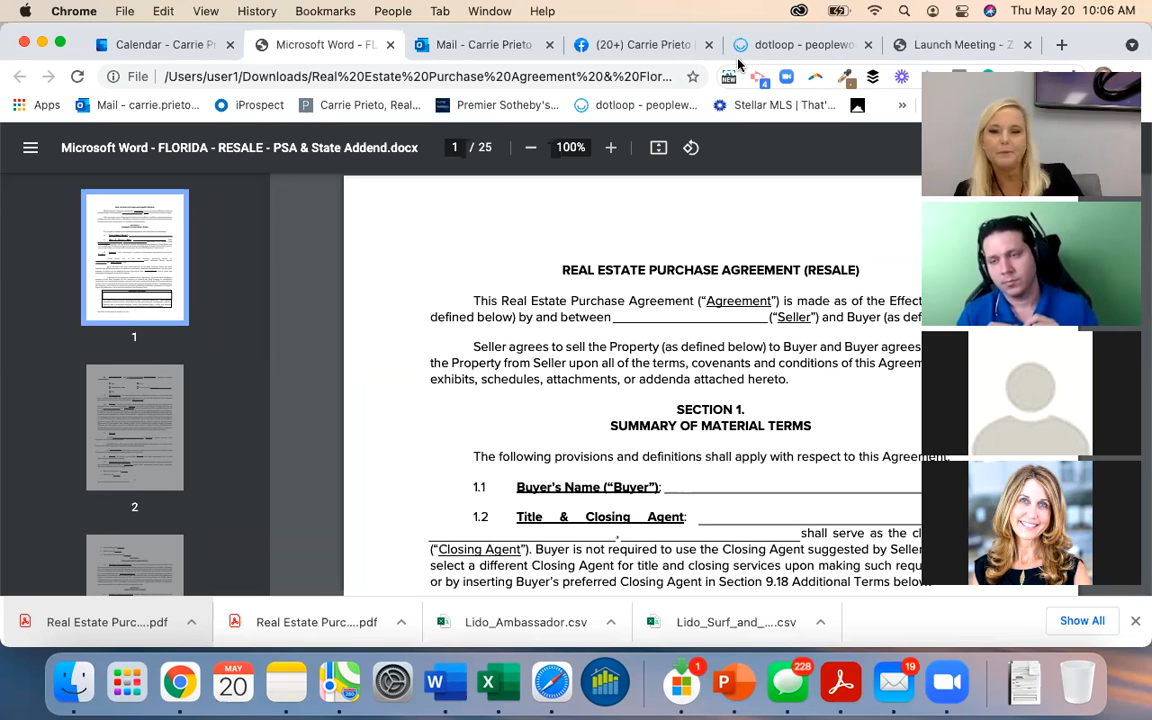 Chrome File Edit View History Bookmarks People Tab Window Help Thu May 20 10:06 AM
Calendar - Carrie Pr Microsoft Word - FL Mail - Carrie Prieto (20+) Carrie Prieto | dotloop - peoplewo Launch Meeting - Z
File /Users/user1/Downloads/Real%20Estate%20Purchase%20Agreement%20&%20Flor...
NEW 4
Apps Mail - carrie.prieto... iProspect Carrie Prieto, Real... Premier Sotheby's... dotloop - peoplew... Stellar MLS | That'... »
Microsoft Word - FLORIDA - RESALE - PSA & State Addend.docx 1 / 25 100%
REAL ESTATE PURCHASE AGREEMENT (RESALE)
This Real Estate Purchase Agreement (“Agreement”) is made as of the Effect
defined below) by and between ______ (“Seller”) and Buyer (as def
Seller agrees to sell the Property (as defined below) to Buyer and Buyer agrees
the Property from Seller upon all of the terms, covenants and conditions of this Agreem
exhibits, schedules, attachments, or addenda attached hereto.
SECTION 1.
SUMMARY OF MATERIAL TERMS
The following provisions and definitions shall apply with respect to this Agreement:
1.1 Buyer's Name (“Buyer”): ______
1.2 Title & Closing Agent: ______
______, ______ shall serve as the cl
(“Closing Agent”). Buyer is not required to use the Closing Agent suggested by Seller
select a different Closing Agent for title and closing services upon making such requ
or by inserting Buyer's preferred Closing Agent in Section 9.18 Additional Terms below.
1
2
Real Estate Purc....pdf Real Estate Purc....pdf Lido_Ambassador.csv Lido_Surf_and_....csv Show All
MAY 20 1 228 19